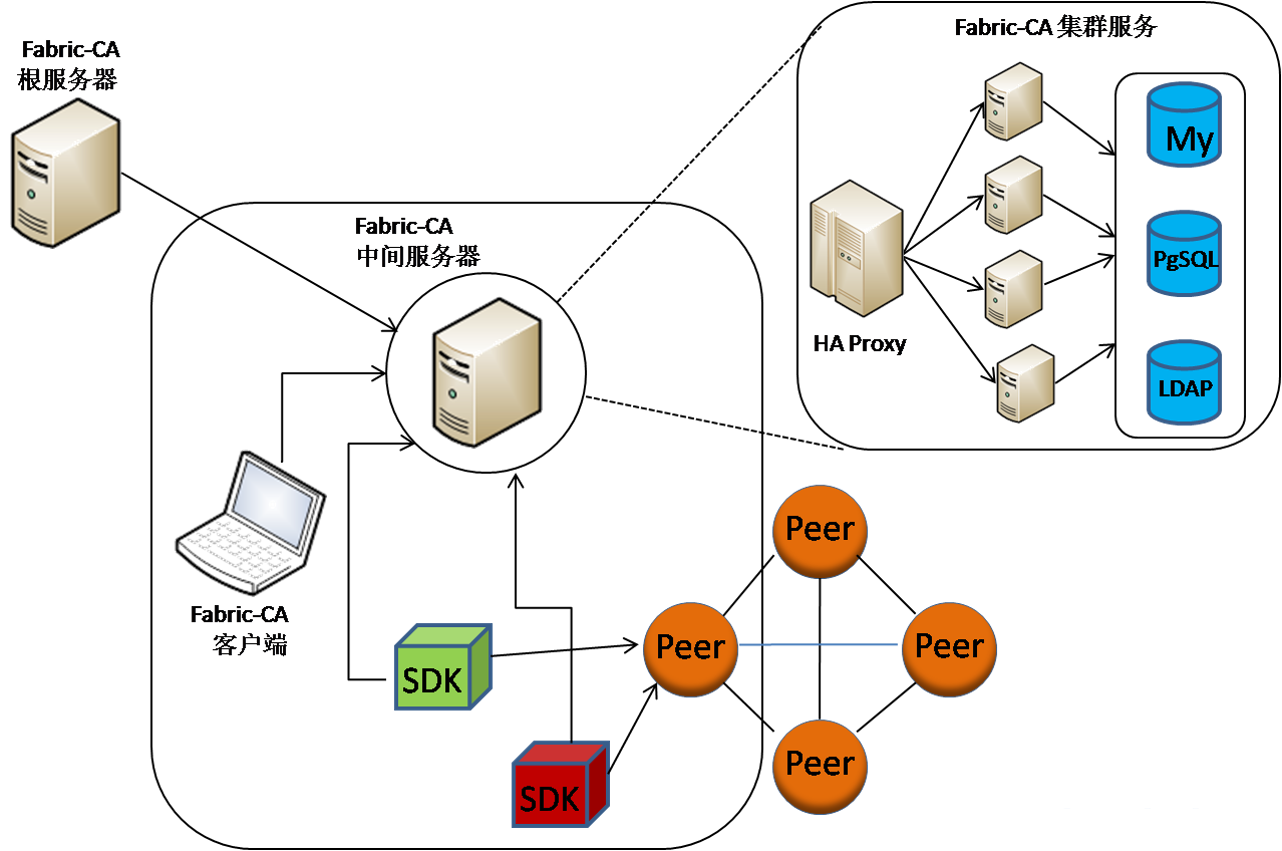 Fabric-CA
根服务器
Fabric-CA 集群服务
My
PgSQL
LDAP
HA Proxy
Fabric-CA
中间服务器
Fabric-CA
客户端
SDK
SDK
Peer
Peer
Peer
Peer